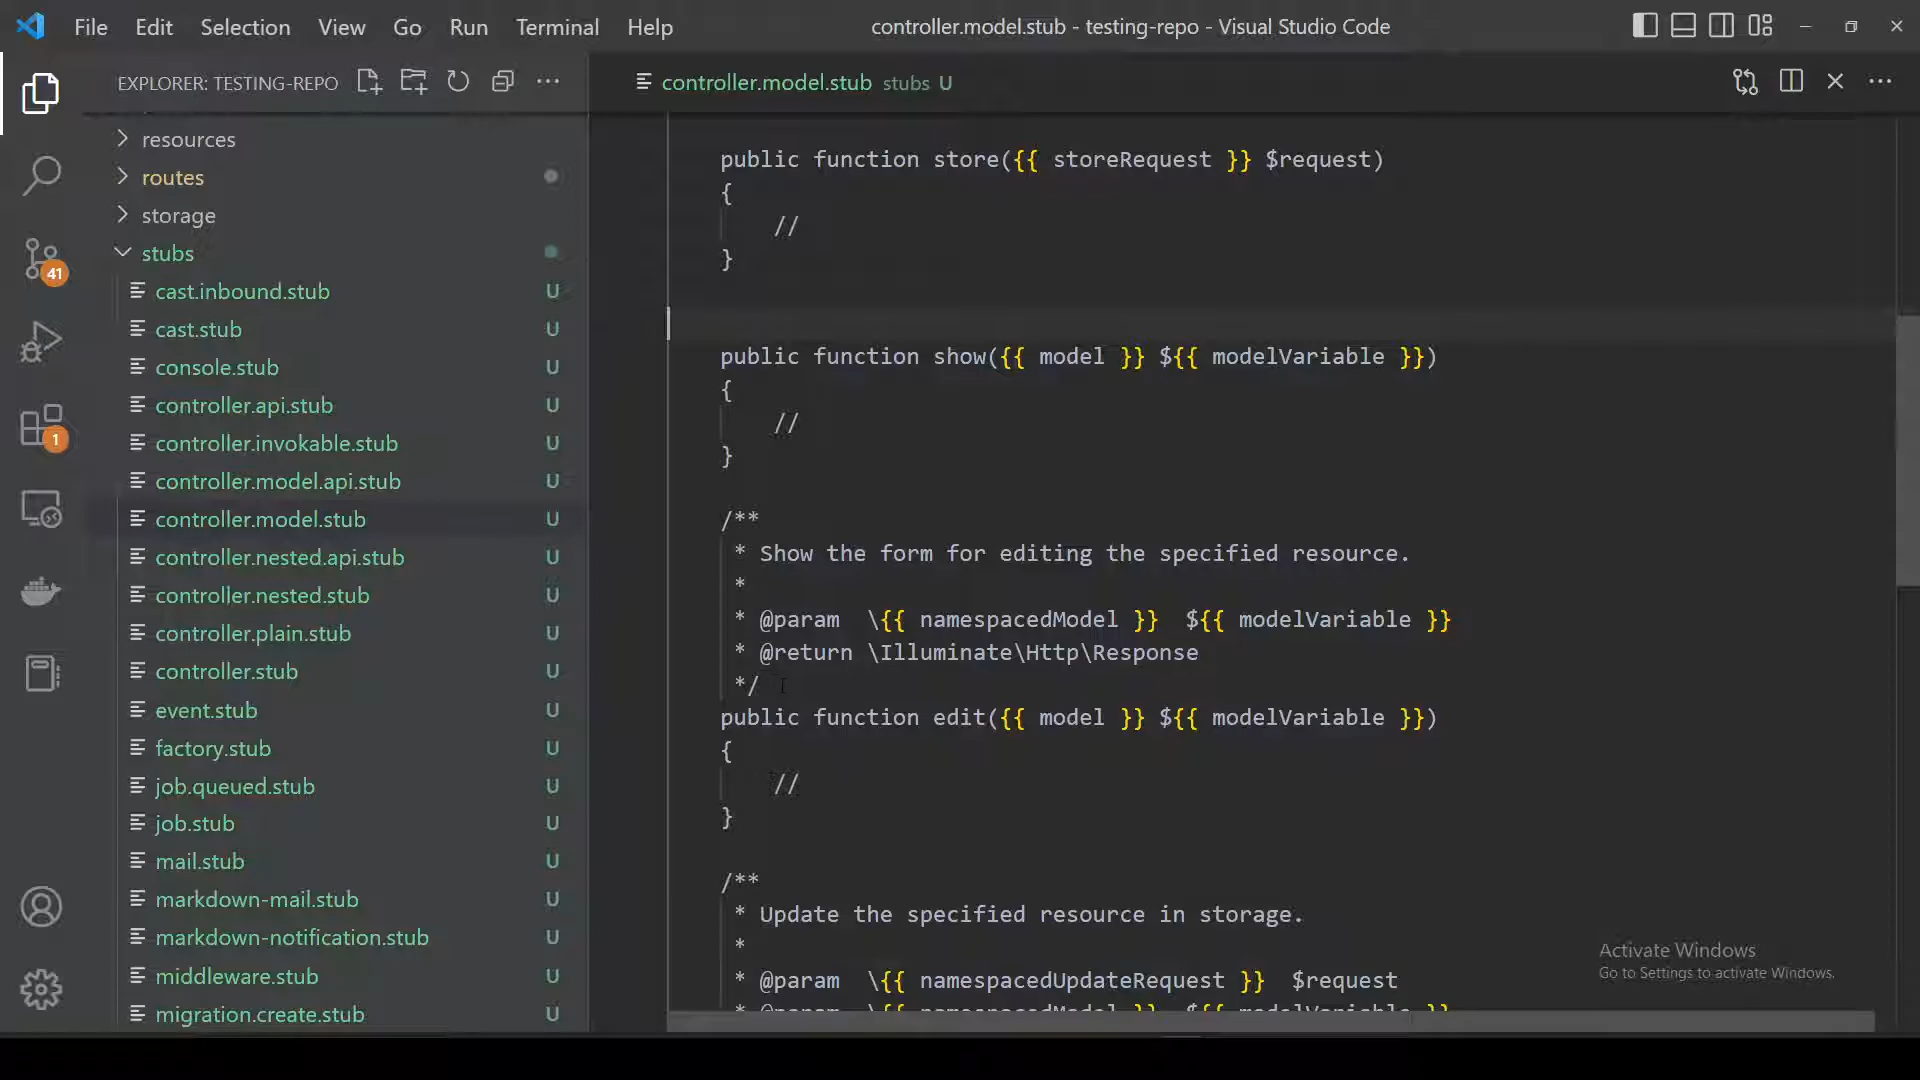 File Edit Selection View Go Run Terminal Help
controller.model.stub - testing-repo - Visual Studio Code
EXPLORER: TESTING-REPO
resources
routes
storage
stubs
cast.inbound.stub U
cast.stub U
console.stub U
controller.api.stub U
controller.invokable.stub U
controller.model.api.stub U
controller.model.stub U
controller.nested.api.stub U
controller.nested.stub U
controller.plain.stub U
controller.stub U
event.stub U
factory.stub U
job.queued.stub U
job.stub U
mail.stub U
markdown-mail.stub U
markdown-notification.stub U
middleware.stub U
migration.create.stub U
41
1
controller.model.stub stubs U
public function store({{ storeRequest }} $request)
{
//
}
public function show({{ model }} ${{ modelVariable }})
{
//
}
/**
* Show the form for editing the specified resource.
*
* @param \{{ namespacedModel }} ${{ modelVariable }}
* @return \Illuminate\Http\Response
*/
public function edit({{ model }} ${{ modelVariable }})
{
//
}
/**
* Update the specified resource in storage.
*
* @param \{{ namespacedUpdateRequest }} $request
* @param \{{ namespacedModel }} ${{ modelVariable }}
Activate Windows
Go to Settings to activate Windows.